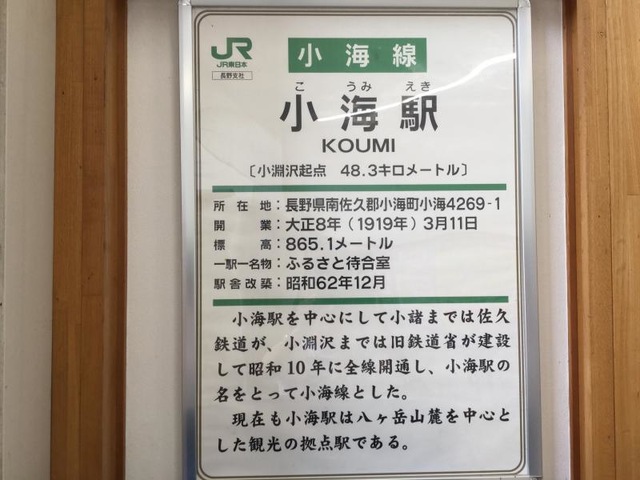 JR
JR東日本
長野支社
小海線
こ うみ えき
小海駅
KOUMI
〔小淵沢起点 48.3キロメートル〕
所在地：長野県南佐久郡小海町小海4269-1
開業：大正8年（1919年）3月11日
標高：865.1メートル
一駅一名物：ふるさと待合室
駅舎改築：昭和62年12月
小海駅を中心にして小諸までは佐久
鉄道が、小淵沢までは旧鉄道省が建設
して昭和10年に全線開通し、小海駅の
名をとって小海線とした。
現在も小海駅は八ヶ岳山麓を中心と
した観光の拠点駅である。